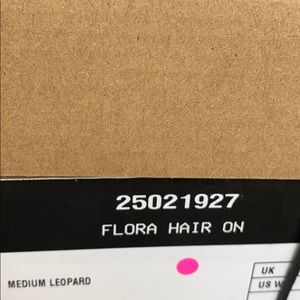 25021927
FLORA HAIR ON
MEDIUM LEOPARD
UK
US W